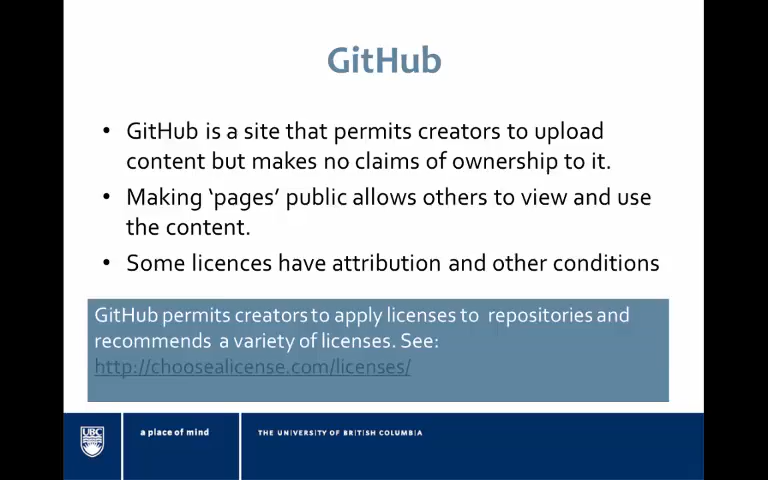 GitHub
• GitHub is a site that permits creators to upload
content but makes no claims of ownership to it.
• Making ‘pages’ public allows others to view and use
the content.
• Some licences have attribution and other conditions
GitHub permits creators to apply licenses to repositories and
recommends a variety of licenses. See:
http://choosealicense.com/licenses/
UBC
a place of mind
THE UNIVERSITY OF BRITISH COLUMBIA